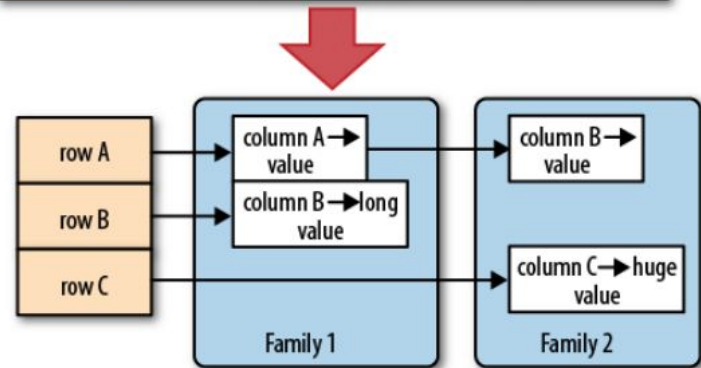 row A
column A→
value
column B→
value
row B
column B→long
value
row C
column C→huge
value
Family 1
Family 2